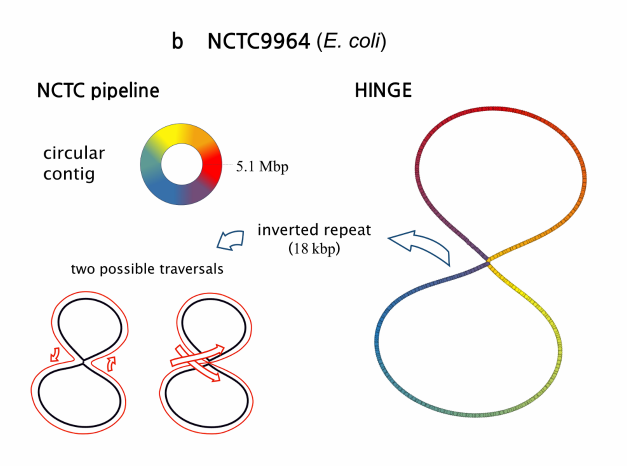 b NCTC9964 (E. coli)
NCTC pipeline
HINGE
circular
contig
5.1 Mbp
inverted repeat
(18 kbp)
two possible traversals